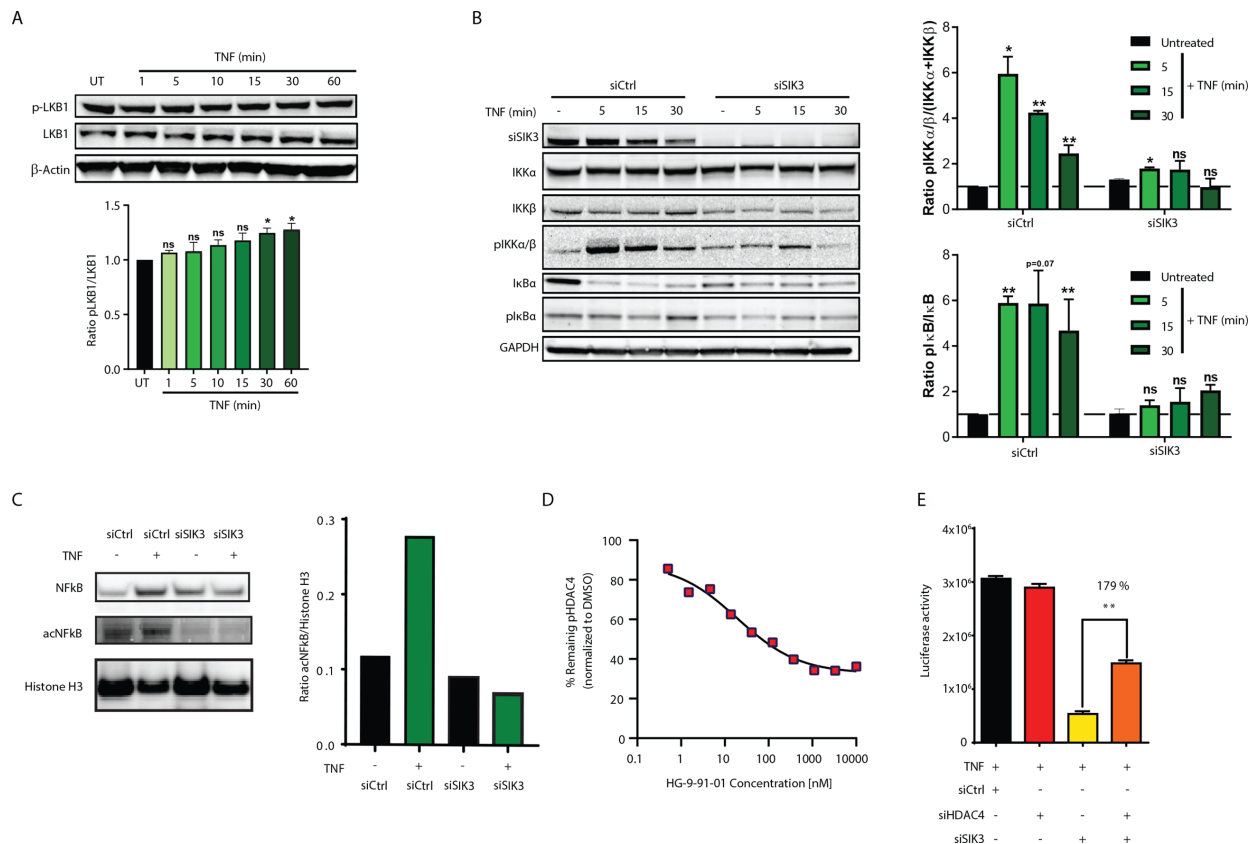 A
TNF (min)
UT 1 5 10 15 30 60
p-LKB1
LKB1
β-Actin
Ratio pLKB1/LKB1
1.5
1.0
0.5
0.0
ns ns ns ns * *
UT 1 5 10 15 30 60
TNF (min)
B
siCtrl siSIK3
TNF (min) - 5 15 30 - 5 15 30
siSIK3
IKKα
IKKβ
pIKKα/β
IκBα
pIκBα
GAPDH
Ratio pIKKα/β/(IKKα+IKKβ)
8
6
4
2
0
* ** ** * ns ns
siCtrl siSIK3
Untreated
5
15
30
+ TNF (min)
Ratio pIκB/IκB
8
6
4
2
0
** p=0.07 ** ns ns ns
siCtrl siSIK3
Untreated
5
15
30
+ TNF (min)
C
siCtrl siCtrl siSIK3 siSIK3
TNF - + - +
NFkB
acNFkB
Histone H3
Ratio acNFkB/Histone H3
0.3
0.2
0.1
0.0
TNF - + - +
siCtrl siCtrl siSIK3 siSIK3
D
% Remainig pHDAC4
(normalized to DMSO)
100
80
60
40
20
0
0.1 1 10 100 1000 10000
HG-9-91-01 Concentration [nM]
E
Luciferase activity
4x10⁶
3x10⁶
2x10⁶
1x10⁶
0
179 %
**
TNF + + + +
siCtrl + - - -
siHDAC4 - + - +
siSIK3 - - + +